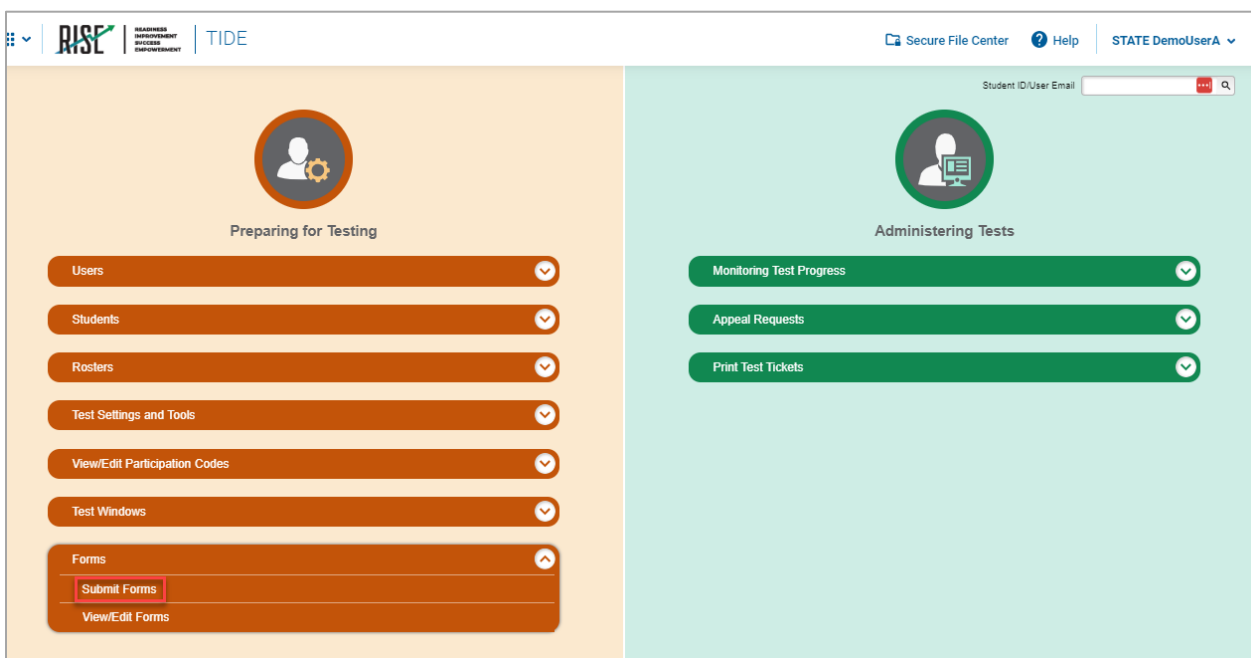 RISE
READINESS
IMPROVEMENT
SUCCESS
EMPOWERMENT
TIDE
Secure File Center
? Help
STATE DemoUserA
Student ID/User Email
Preparing for Testing
Users
Students
Rosters
Test Settings and Tools
View/Edit Participation Codes
Test Windows
Forms
Submit Forms
View/Edit Forms
Administering Tests
Monitoring Test Progress
Appeal Requests
Print Test Tickets